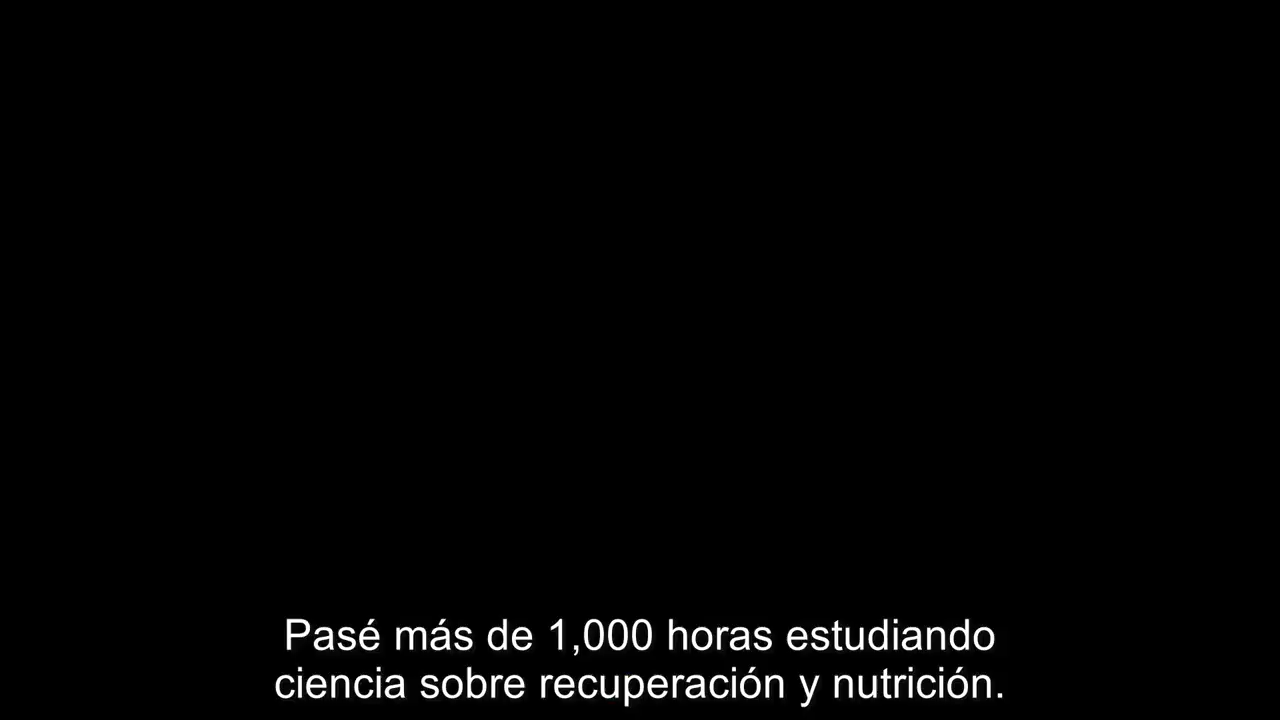 Pasé más de 1,000 horas estudiando
ciencia sobre recuperación y nutrición.